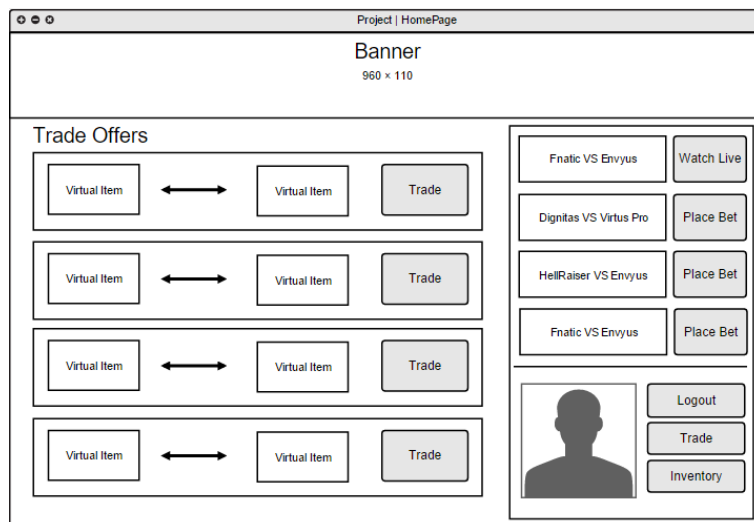 Project | HomePage
Banner
960 × 110
Trade Offers
Virtual Item
Virtual Item
Trade
Virtual Item
Virtual Item
Trade
Virtual Item
Virtual Item
Trade
Virtual Item
Virtual Item
Trade
Fnatic VS Envyus
Watch Live
Dignitas VS Virtus Pro
Place Bet
HellRaiser VS Envyus
Place Bet
Fnatic VS Envyus
Place Bet
Logout
Trade
Inventory